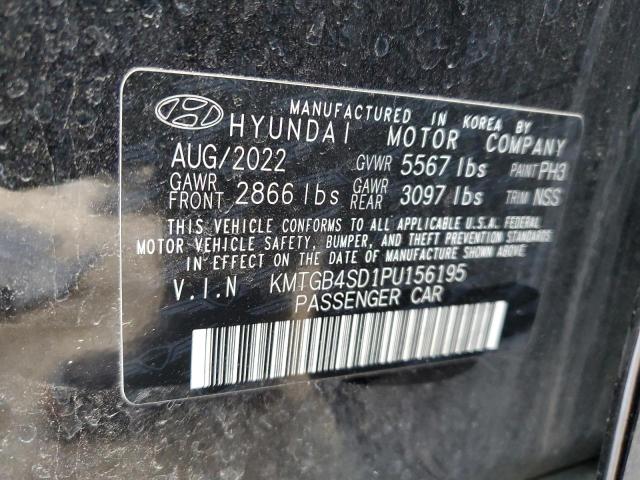 MANUFACTURED IN KOREA BY
HYUNDAI MOTOR COMPANY
AUG/2022 GVWR 5567 lbs PAINT PH3
GAWR FRONT 2866 lbs GAWR REAR 3097 lbs TRIM NSS
THIS VEHICLE CONFORMS TO ALL APPLICABLE U.S.A. FEDERAL
MOTOR VEHICLE SAFETY, BUMPER, AND THEFT PREVENTION STANDARDS
IN EFFECT ON THE DATE OF MANUFACTURE SHOWN ABOVE.
V.I.N KMTGB4SD1PU156195
PASSENGER CAR